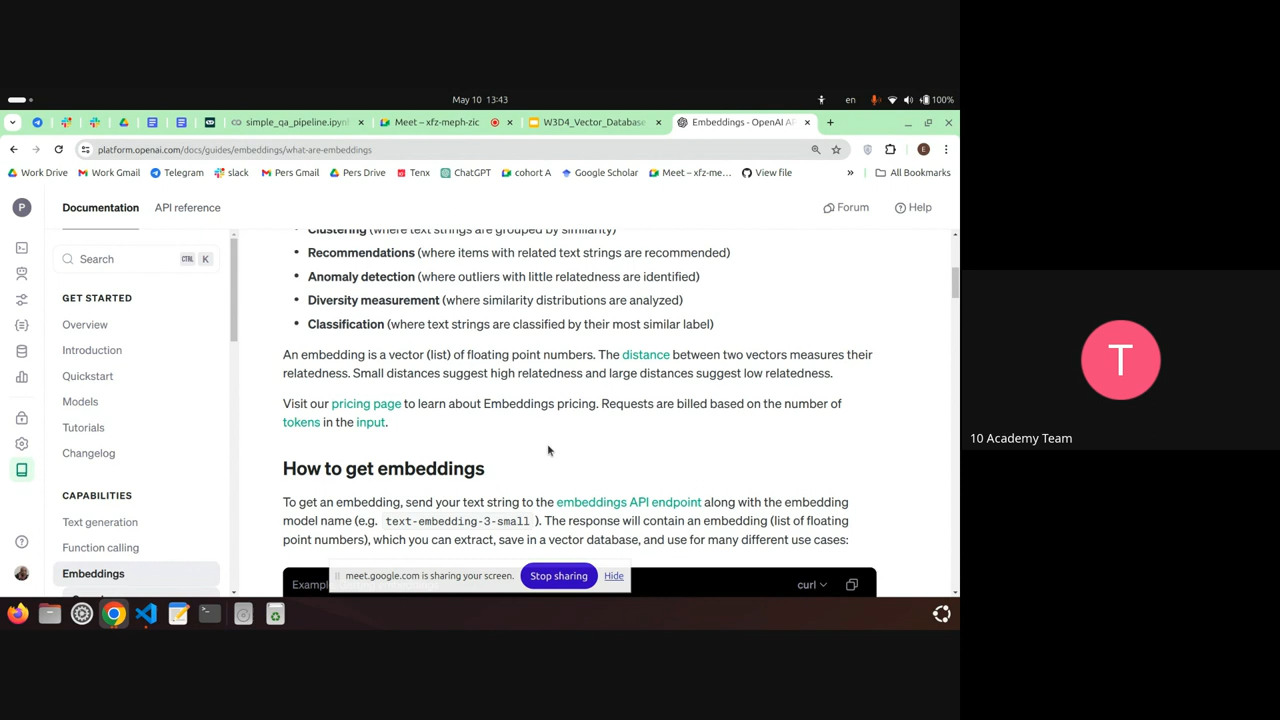 May 10 13:43
en
100%
simple_qa_pipeline.ipyn
Meet – xfz-meph-zic
W3D4_Vector_Database
Embeddings - OpenAI AP
platform.openai.com/docs/guides/embeddings/what-are-embeddings
E
Work Drive
Work Gmail
Telegram
slack
Pers Gmail
Pers Drive
Tenx
ChatGPT
cohort A
Google Scholar
Meet – xfz-me...
View file
All Bookmarks
P
Documentation
API reference
Forum
Help
Search
CTRL
K
GET STARTED
Overview
Introduction
Quickstart
Models
Tutorials
Changelog
CAPABILITIES
Text generation
Function calling
Embeddings
Clustering (where text strings are grouped by similarity)
• Recommendations (where items with related text strings are recommended)
• Anomaly detection (where outliers with little relatedness are identified)
• Diversity measurement (where similarity distributions are analyzed)
• Classification (where text strings are classified by their most similar label)
An embedding is a vector (list) of floating point numbers. The distance between two vectors measures their
relatedness. Small distances suggest high relatedness and large distances suggest low relatedness.
Visit our pricing page to learn about Embeddings pricing. Requests are billed based on the number of
tokens in the input.
How to get embeddings
To get an embedding, send your text string to the embeddings API endpoint along with the embedding
model name (e.g. text-embedding-3-small ). The response will contain an embedding (list of floating
point numbers), which you can extract, save in a vector database, and use for many different use cases:
Exampl
curl
meet.google.com is sharing your screen.
Stop sharing
Hide
T
10 Academy Team